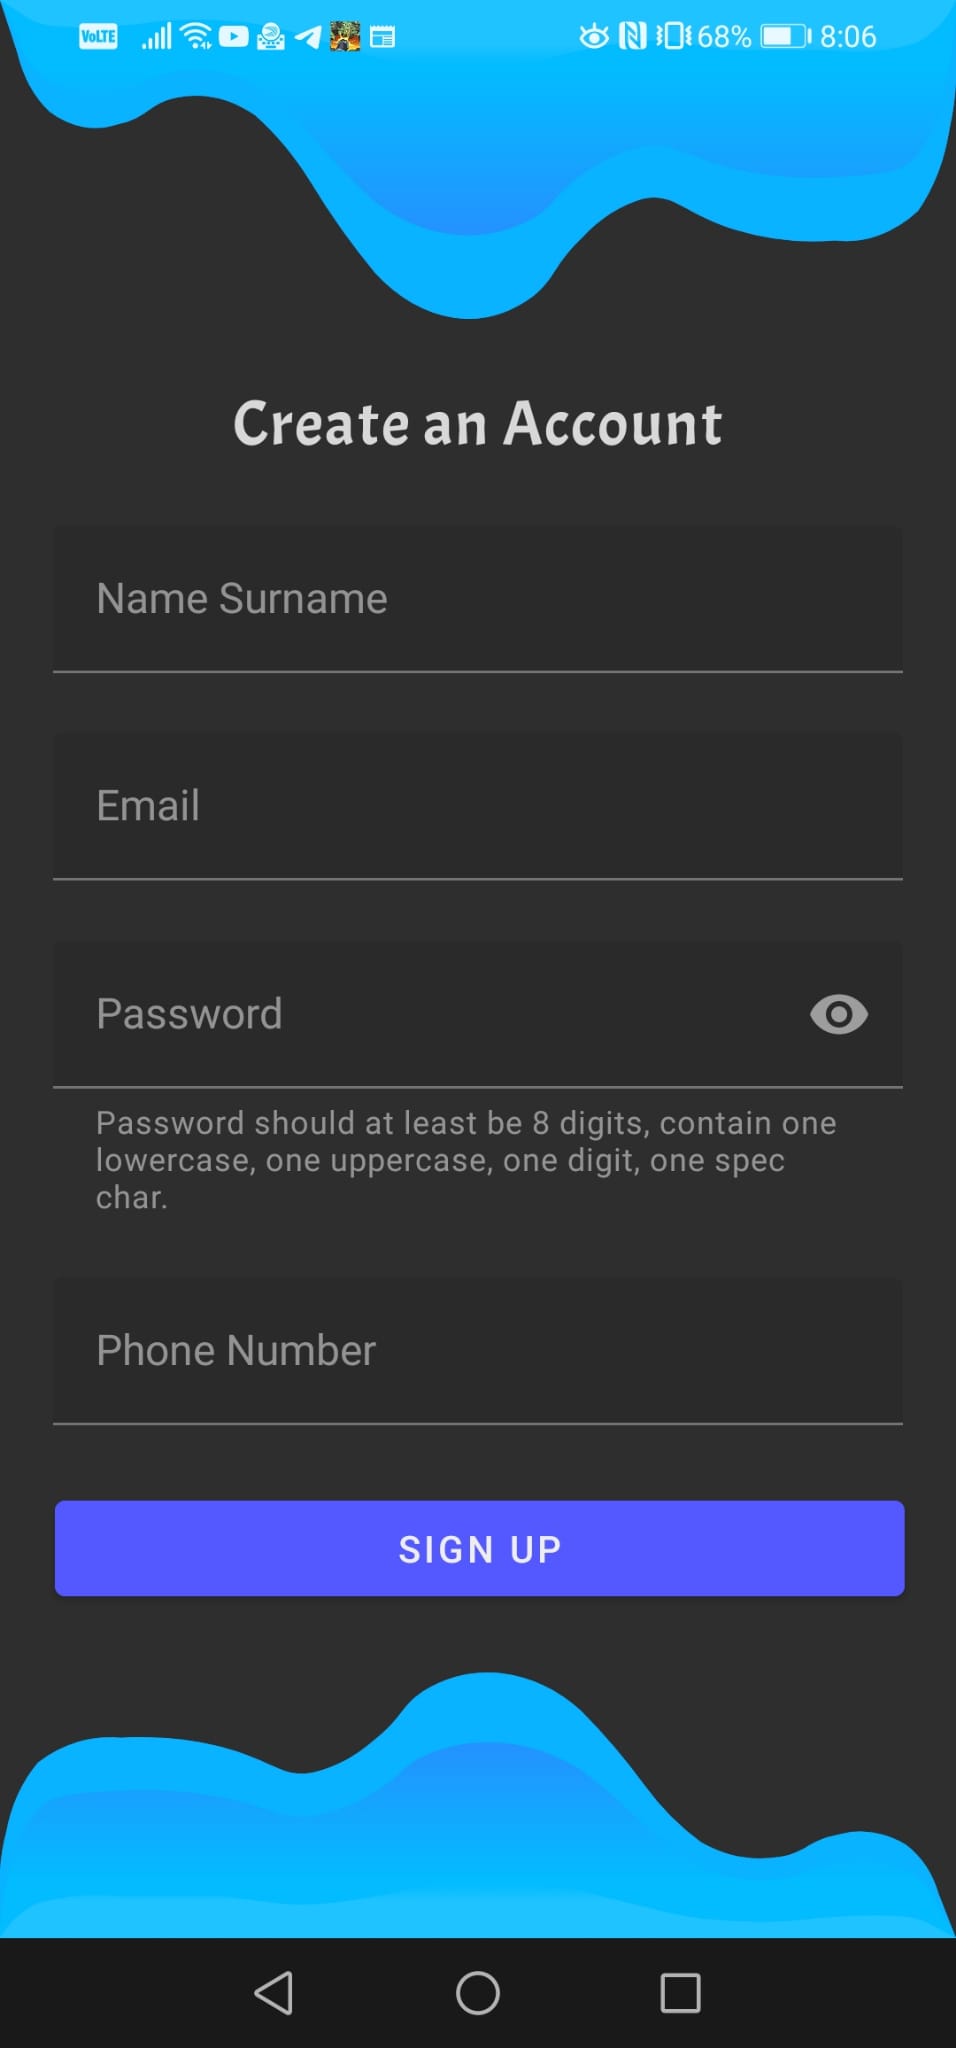 VoLTE 68% 8:06
Create an Account
Name Surname
Email
Password
Password should at least be 8 digits, contain one
lowercase, one uppercase, one digit, one spec
char.
Phone Number
SIGN UP